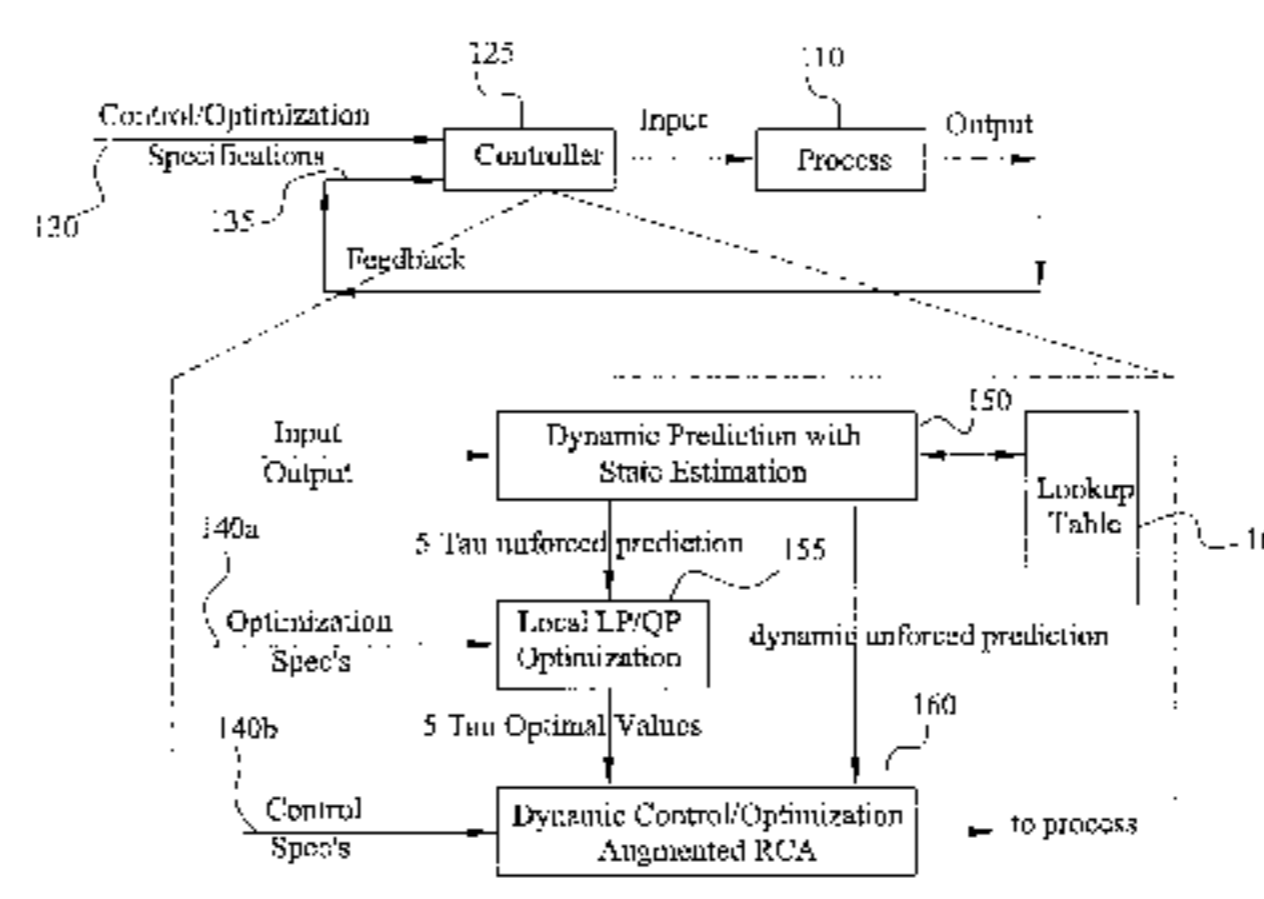 125
110
Control/Optimization
Input
Output
Specifications
Controller
Process
130
135
Feedback
150
Input
Output
Dynamic Prediction with
State Estimation
Lookup
Table
140a
5 Tau unforced prediction
155
Optimization
Spec's
Local LP/QP
Optimization
dynamic unforced prediction
140b
5 Tau Optimal Values
160
Control
Spec's
Dynamic Control/Optimization
Augmented RCA
to process